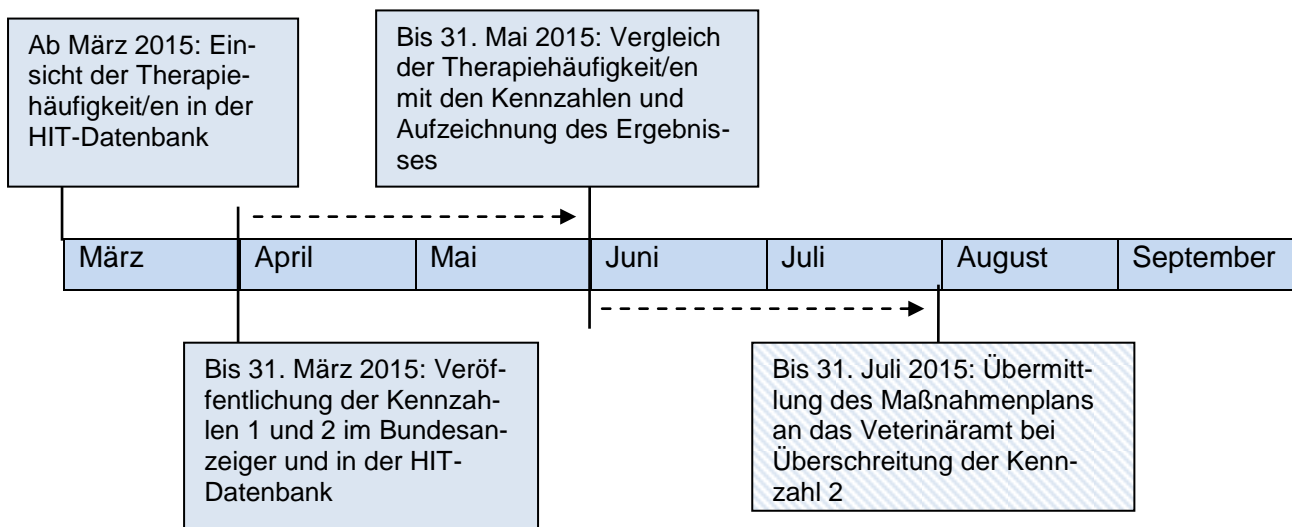 Ab März 2015: Ein-
sicht der Therapie-
häufigkeit/en in der
HIT-Datenbank
Bis 31. Mai 2015: Vergleich
der Therapiehäufigkeit/en
mit den Kennzahlen und
Aufzeichnung des Ergebnis-
ses
März April Mai Juni Juli August September
Bis 31. März 2015: Veröf-
fentlichung der Kennzah-
len 1 und 2 im Bundesan-
zeiger und in der HIT-
Datenbank
Bis 31. Juli 2015: Übermitt-
lung des Maßnahmenplans
an das Veterinäramt bei
Überschreitung der Kenn-
zahl 2